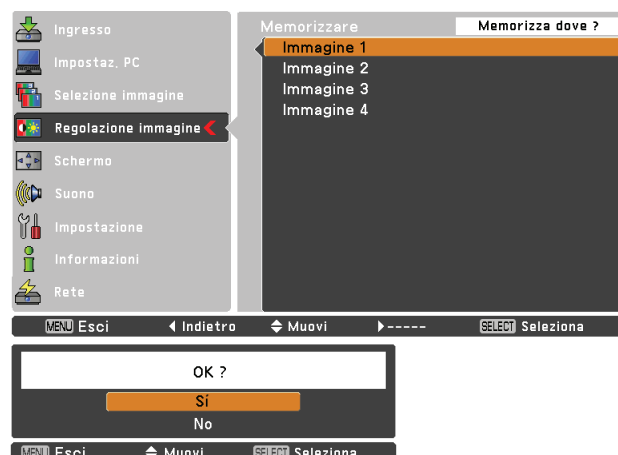 Ingresso
Impostaz. PC
Selezione immagine
Regolazione immagine
Schermo
Suono
Impostazione
Informazioni
Rete
Memorizzare
Memorizza dove ?
Immagine 1
Immagine 2
Immagine 3
Immagine 4
MENU Esci Indietro Muovi ----- SELECT Seleziona
OK ?
Sí
No
MENU Esci Muovi SELECT Seleziona